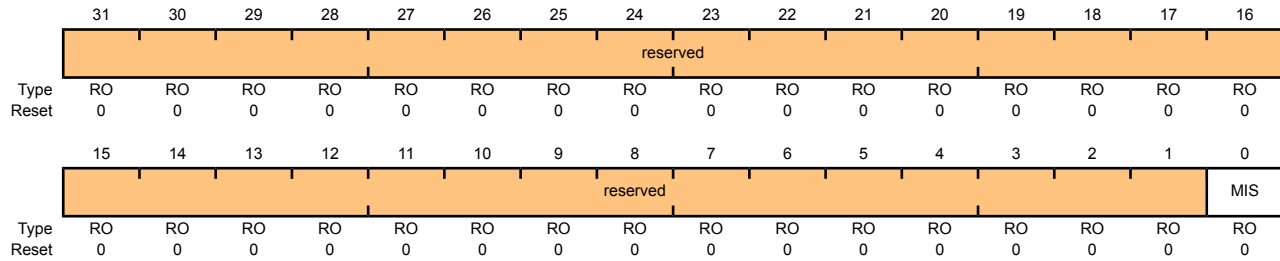 31 30 29 28 27 26 25 24 23 22 21 20 19 18 17 16
reserved
Type RO RO RO RO RO RO RO RO RO RO RO RO RO RO RO RO
Reset 0 0 0 0 0 0 0 0 0 0 0 0 0 0 0 0
15 14 13 12 11 10 9 8 7 6 5 4 3 2 1 0
reserved MIS
Type RO RO RO RO RO RO RO RO RO RO RO RO RO RO RO RO
Reset 0 0 0 0 0 0 0 0 0 0 0 0 0 0 0 0